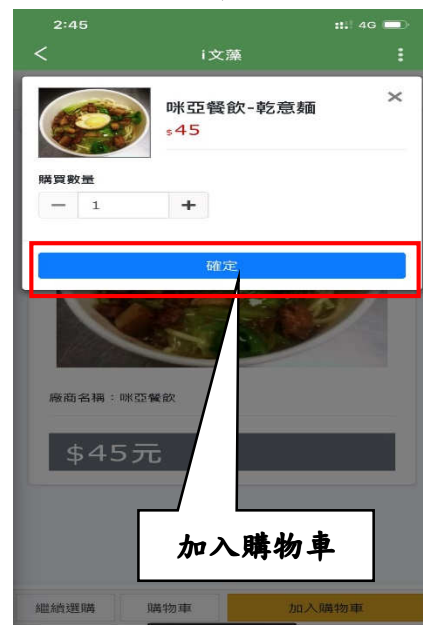 2:45
4G
i文藻
咪亞餐飲-乾意麵
$45
購買數量
1
確定
廠商名稱：咪亞餐飲
$45元
加入購物車
繼續選購
購物車
加入購物車